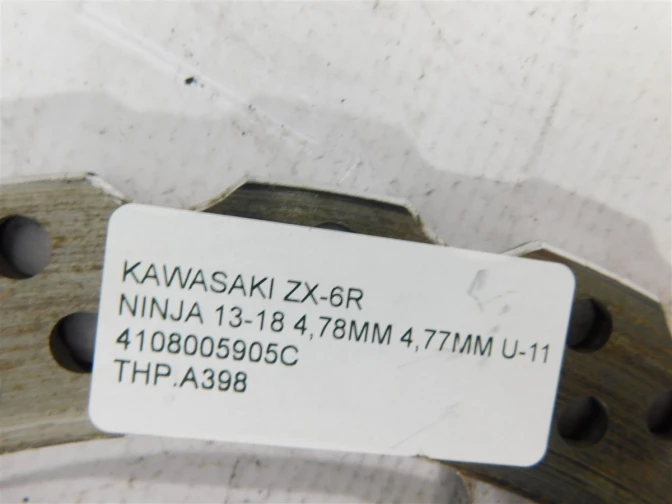 KAWASAKI ZX-6R
NINJA 13-18 4,78MM 4,77MM U-11
4108005905C
THP.A398